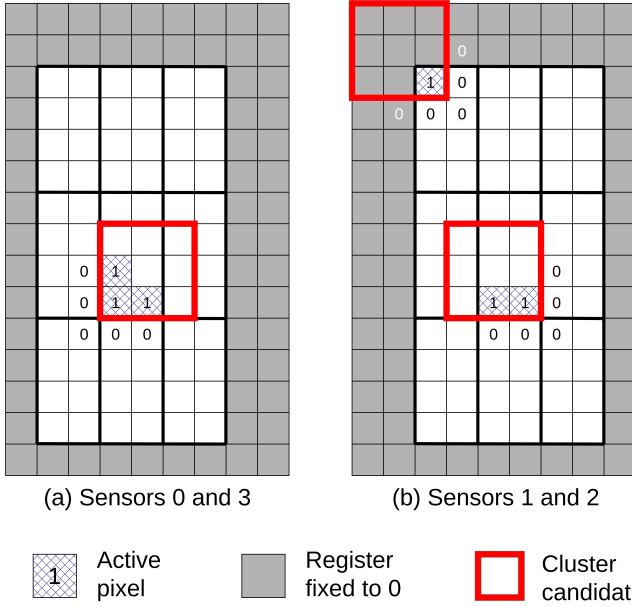 0 1
0 1 1
0 0 0
(a) Sensors 0 and 3
0
1 0
0 0 0
0
1 1 0
0 0 0
(b) Sensors 1 and 2
1
Active
pixel
Register
fixed to 0
Cluster
candidat